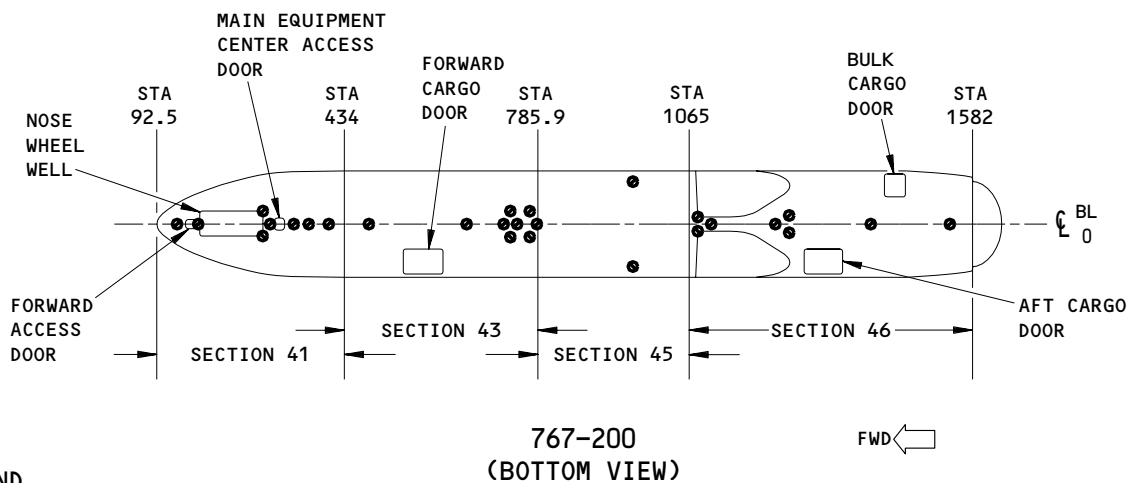 MAIN EQUIPMENT
CENTER ACCESS
DOOR
FORWARD
CARGO
DOOR
BULK
CARGO
DOOR
NOSE
WHEEL
WELL
STA
92.5
STA
434
STA
785.9
STA
1065
STA
1582
℄ BL
0
FORWARD
ACCESS
DOOR
AFT CARGO
DOOR
SECTION 43
SECTION 46
SECTION 41
SECTION 45
767-200
(BOTTOM VIEW)
FWD